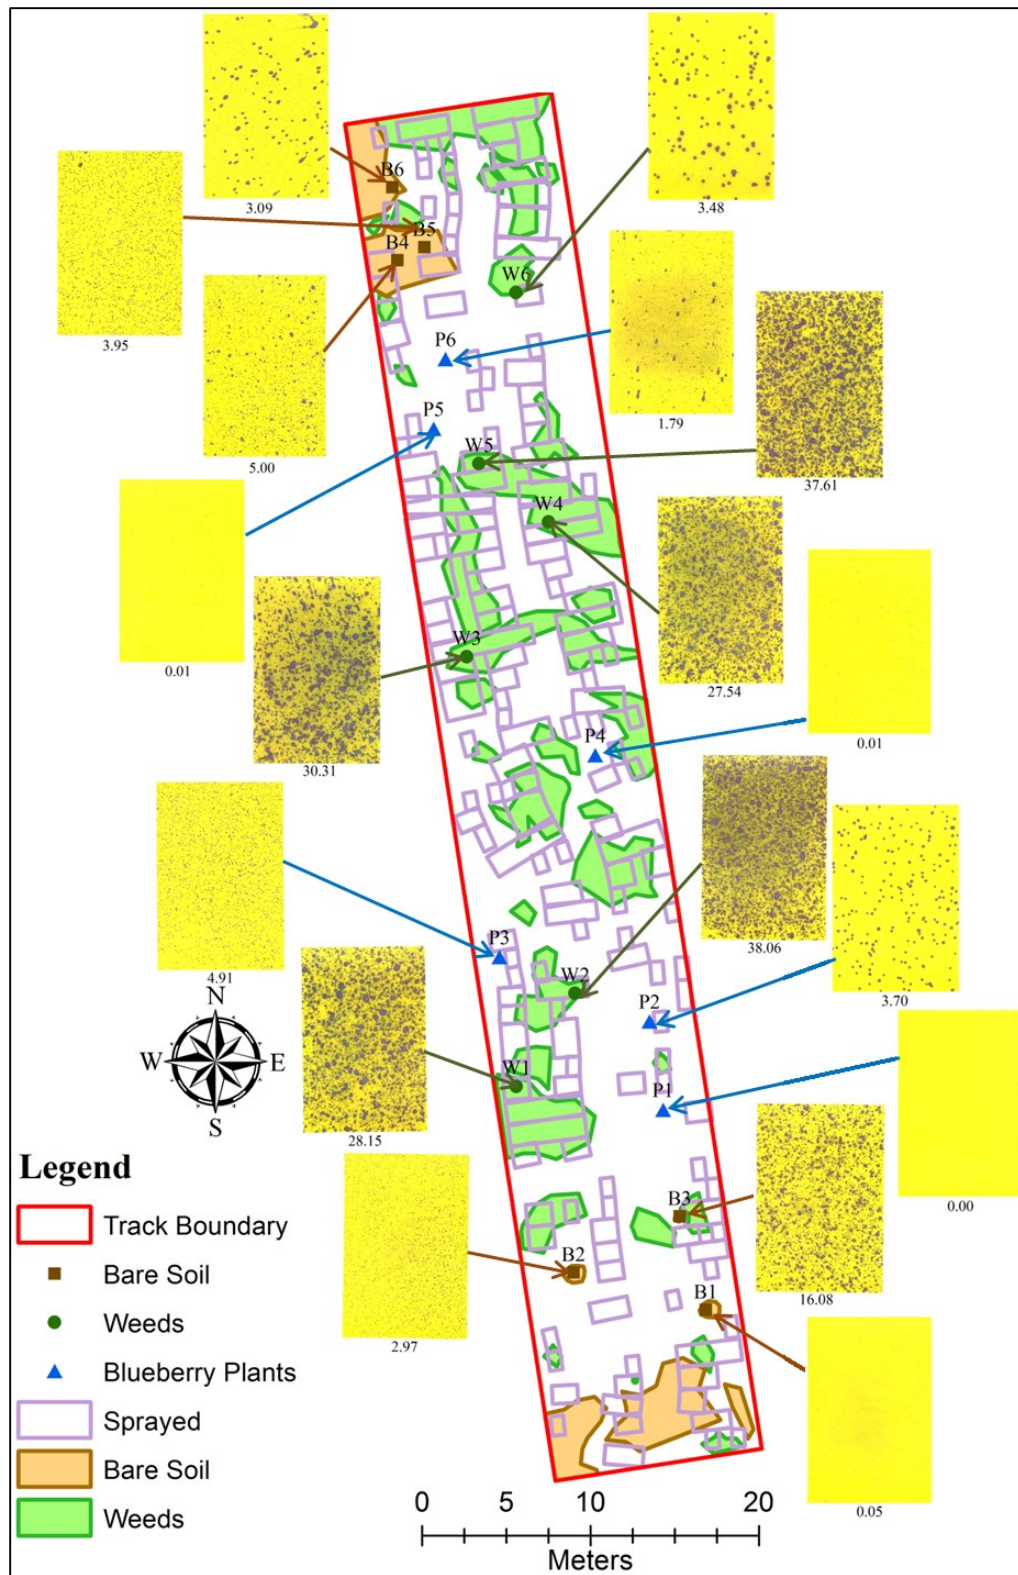 3.09
3.48
B6
B5
B4
3.95
W6
5.00
P6
1.79
P5
W5
37.61
W4
0.01
W3
27.54
30.31
P4
0.01
38.06
P3
4.91
W2
3.70
P2
N
W E
S
W1
P1
28.15
0.00
B3
B2
16.08
B1
2.97
0.05
Legend
Track Boundary
Bare Soil
Weeds
Blueberry Plants
Sprayed
Bare Soil
Weeds
0 5 10 20
Meters